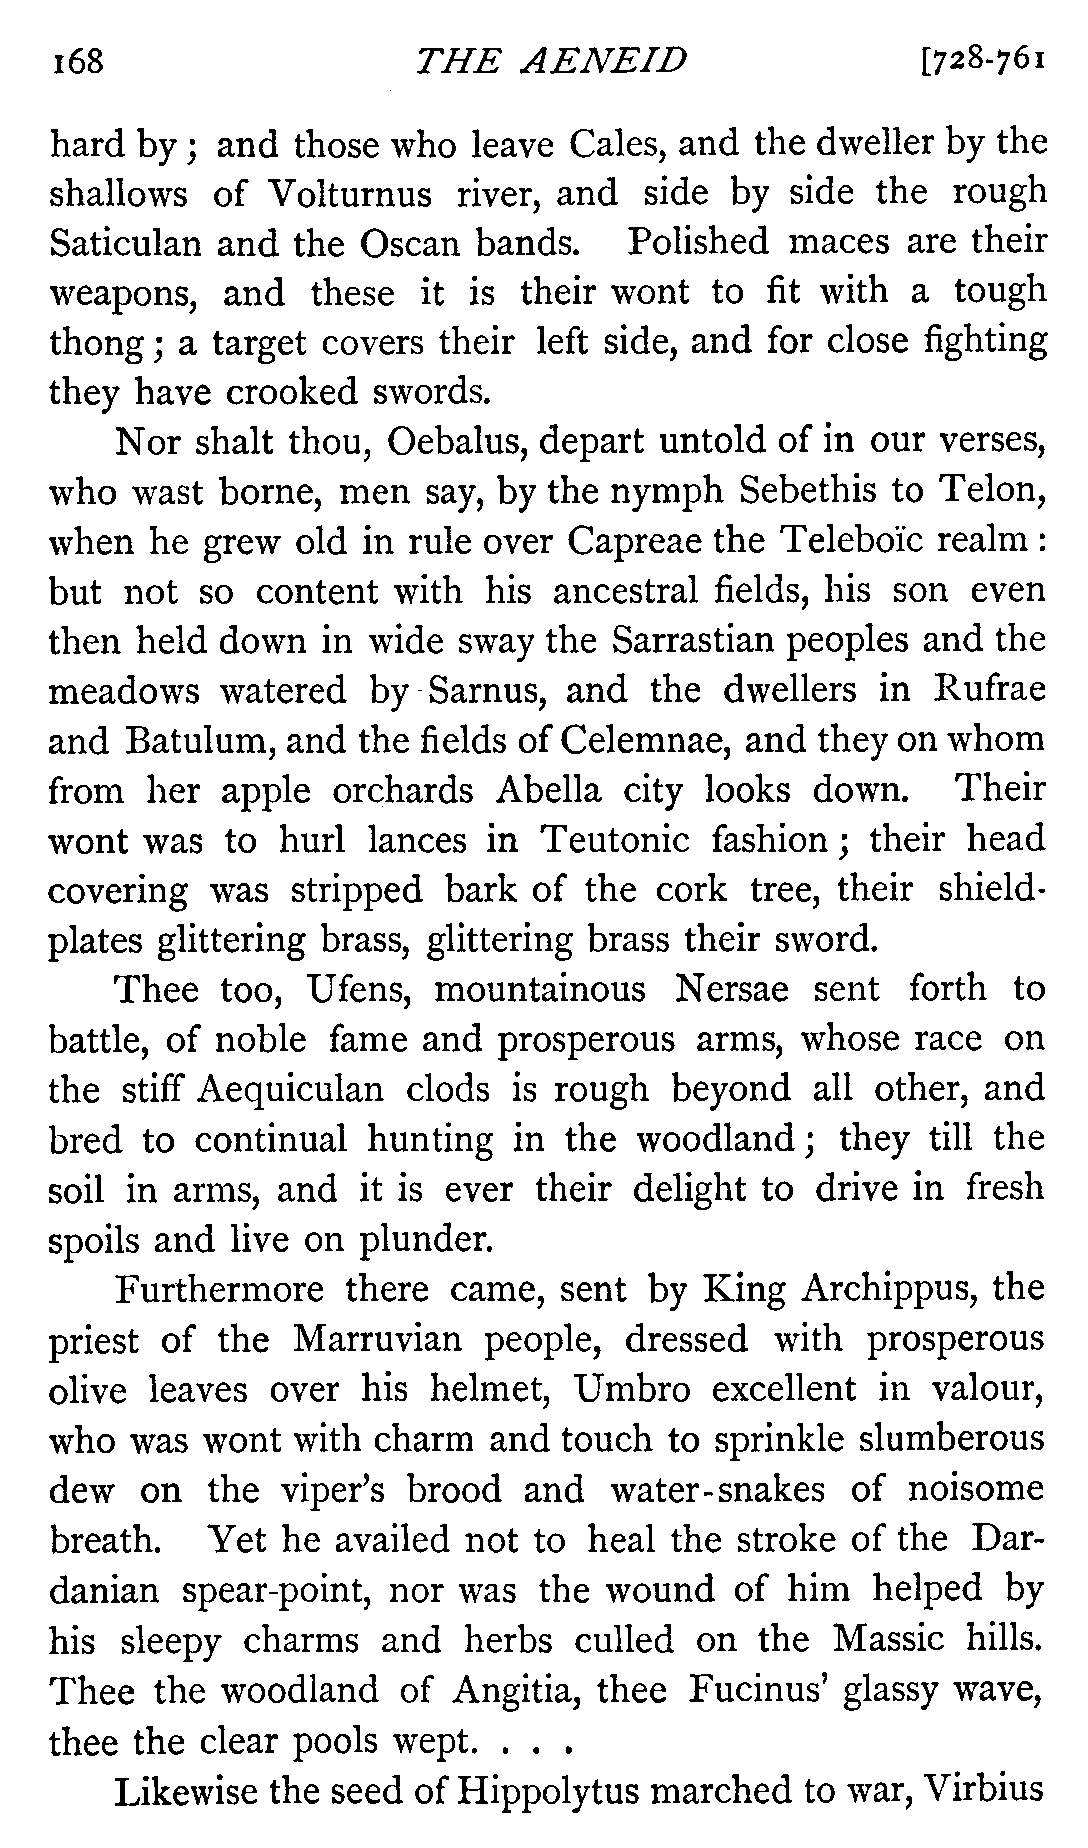 168 THE AENEID [728-761
hard by ; and those who leave Cales, and the dweller by the
shallows of Volturnus river, and side by side the rough
Saticulan and the Oscan bands. Polished maces are their
weapons, and these it is their wont to fit with a tough
thong ; a target covers their left side, and for close fighting
they have crooked swords.
Nor shalt thou, Oebalus, depart untold of in our verses,
who wast borne, men say, by the nymph Sebethis to Telon,
when he grew old in rule over Capreae the Teleboïc realm :
but not so content with his ancestral fields, his son even
then held down in wide sway the Sarrastian peoples and the
meadows watered by Sarnus, and the dwellers in Rufrae
and Batulum, and the fields of Celemnae, and they on whom
from her apple orchards Abella city looks down. Their
wont was to hurl lances in Teutonic fashion ; their head
covering was stripped bark of the cork tree, their shield-
plates glittering brass, glittering brass their sword.
Thee too, Ufens, mountainous Nersae sent forth to
battle, of noble fame and prosperous arms, whose race on
the stiff Aequiculan clods is rough beyond all other, and
bred to continual hunting in the woodland ; they till the
soil in arms, and it is ever their delight to drive in fresh
spoils and live on plunder.
Furthermore there came, sent by King Archippus, the
priest of the Marruvian people, dressed with prosperous
olive leaves over his helmet, Umbro excellent in valour,
who was wont with charm and touch to sprinkle slumberous
dew on the viper's brood and water-snakes of noisome
breath. Yet he availed not to heal the stroke of the Dar-
danian spear-point, nor was the wound of him helped by
his sleepy charms and herbs culled on the Massic hills.
Thee the woodland of Angitia, thee Fucinus' glassy wave,
thee the clear pools wept. . . .
Likewise the seed of Hippolytus marched to war, Virbius